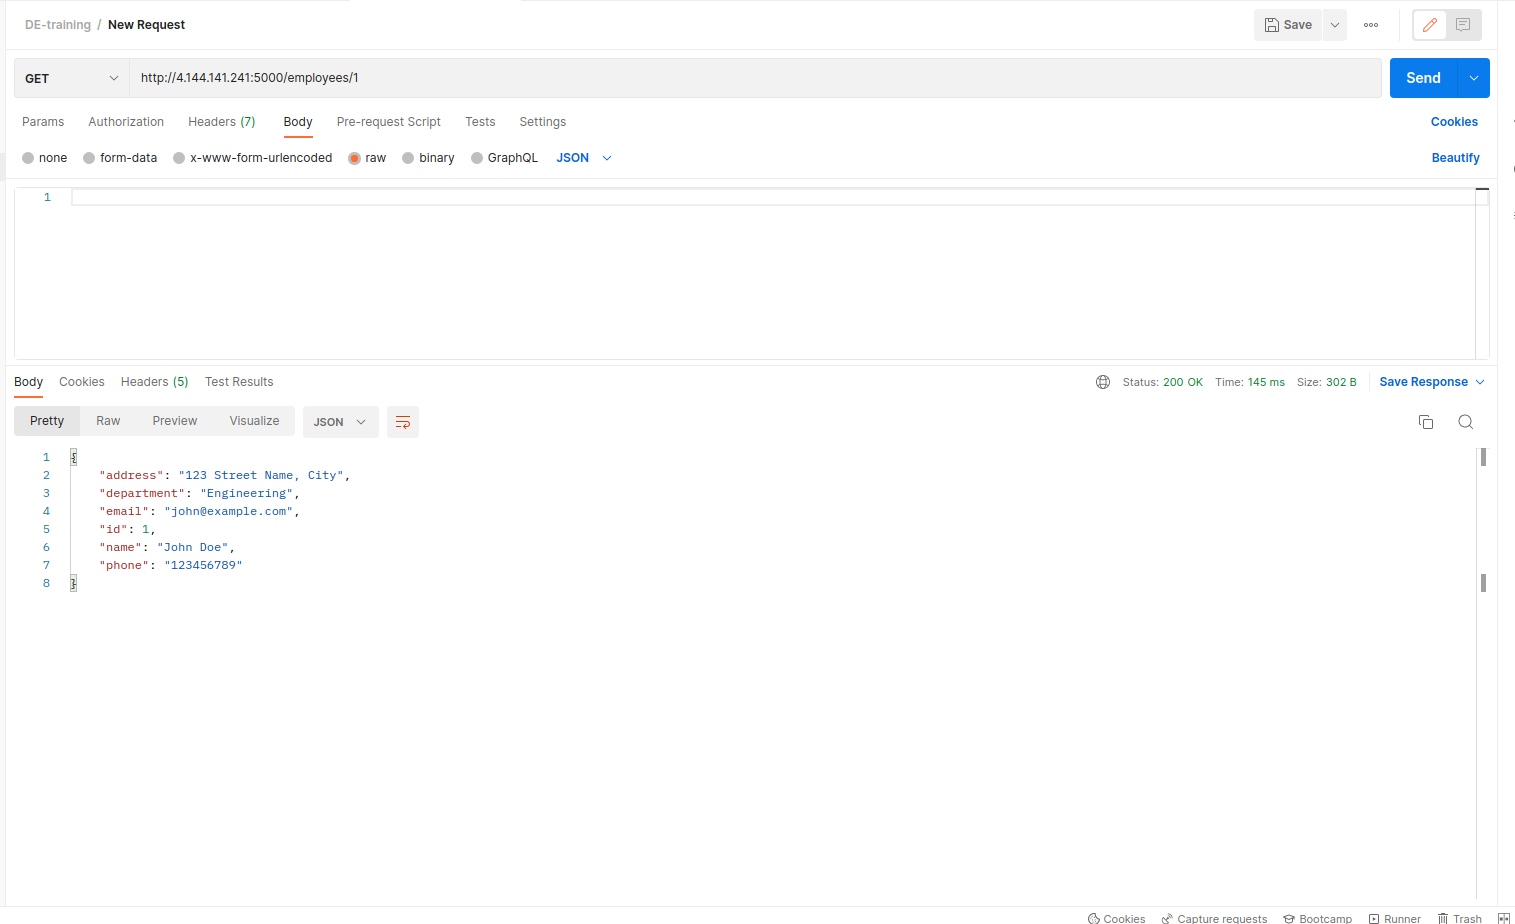 DE-training / New Request
Save
GET http://4.144.141.241:5000/employees/1 Send
Params Authorization Headers (7) Body Pre-request Script Tests Settings Cookies
none form-data x-www-form-urlencoded raw binary GraphQL JSON Beautify
1
Body Cookies Headers (5) Test Results Status: 200 OK Time: 145 ms Size: 302 B Save Response
Pretty Raw Preview Visualize JSON
1 {
2 "address": "123 Street Name, City",
3 "department": "Engineering",
4 "email": "john@example.com",
5 "id": 1,
6 "name": "John Doe",
7 "phone": "123456789"
8 }
Cookies Capture requests Bootcamp Runner Trash